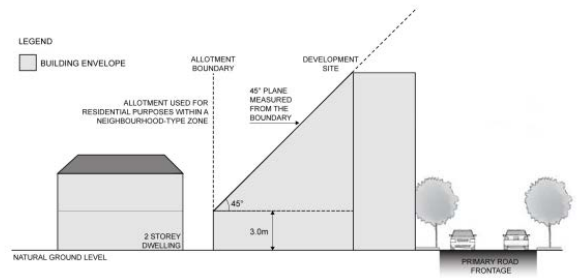 LEGEND
BUILDING ENVELOPE
ALLOTMENT
BOUNDARY
DEVELOPMENT
SITE
45° PLANE
MEASURED
FROM THE
BOUNDARY
ALLOTMENT USED FOR
RESIDENTIAL PURPOSES WITHIN A
NEIGHBOURHOOD-TYPE ZONE
45°
3.0m
2 STOREY
DWELLING
NATURAL GROUND LEVEL
PRIMARY ROAD
FRONTAGE